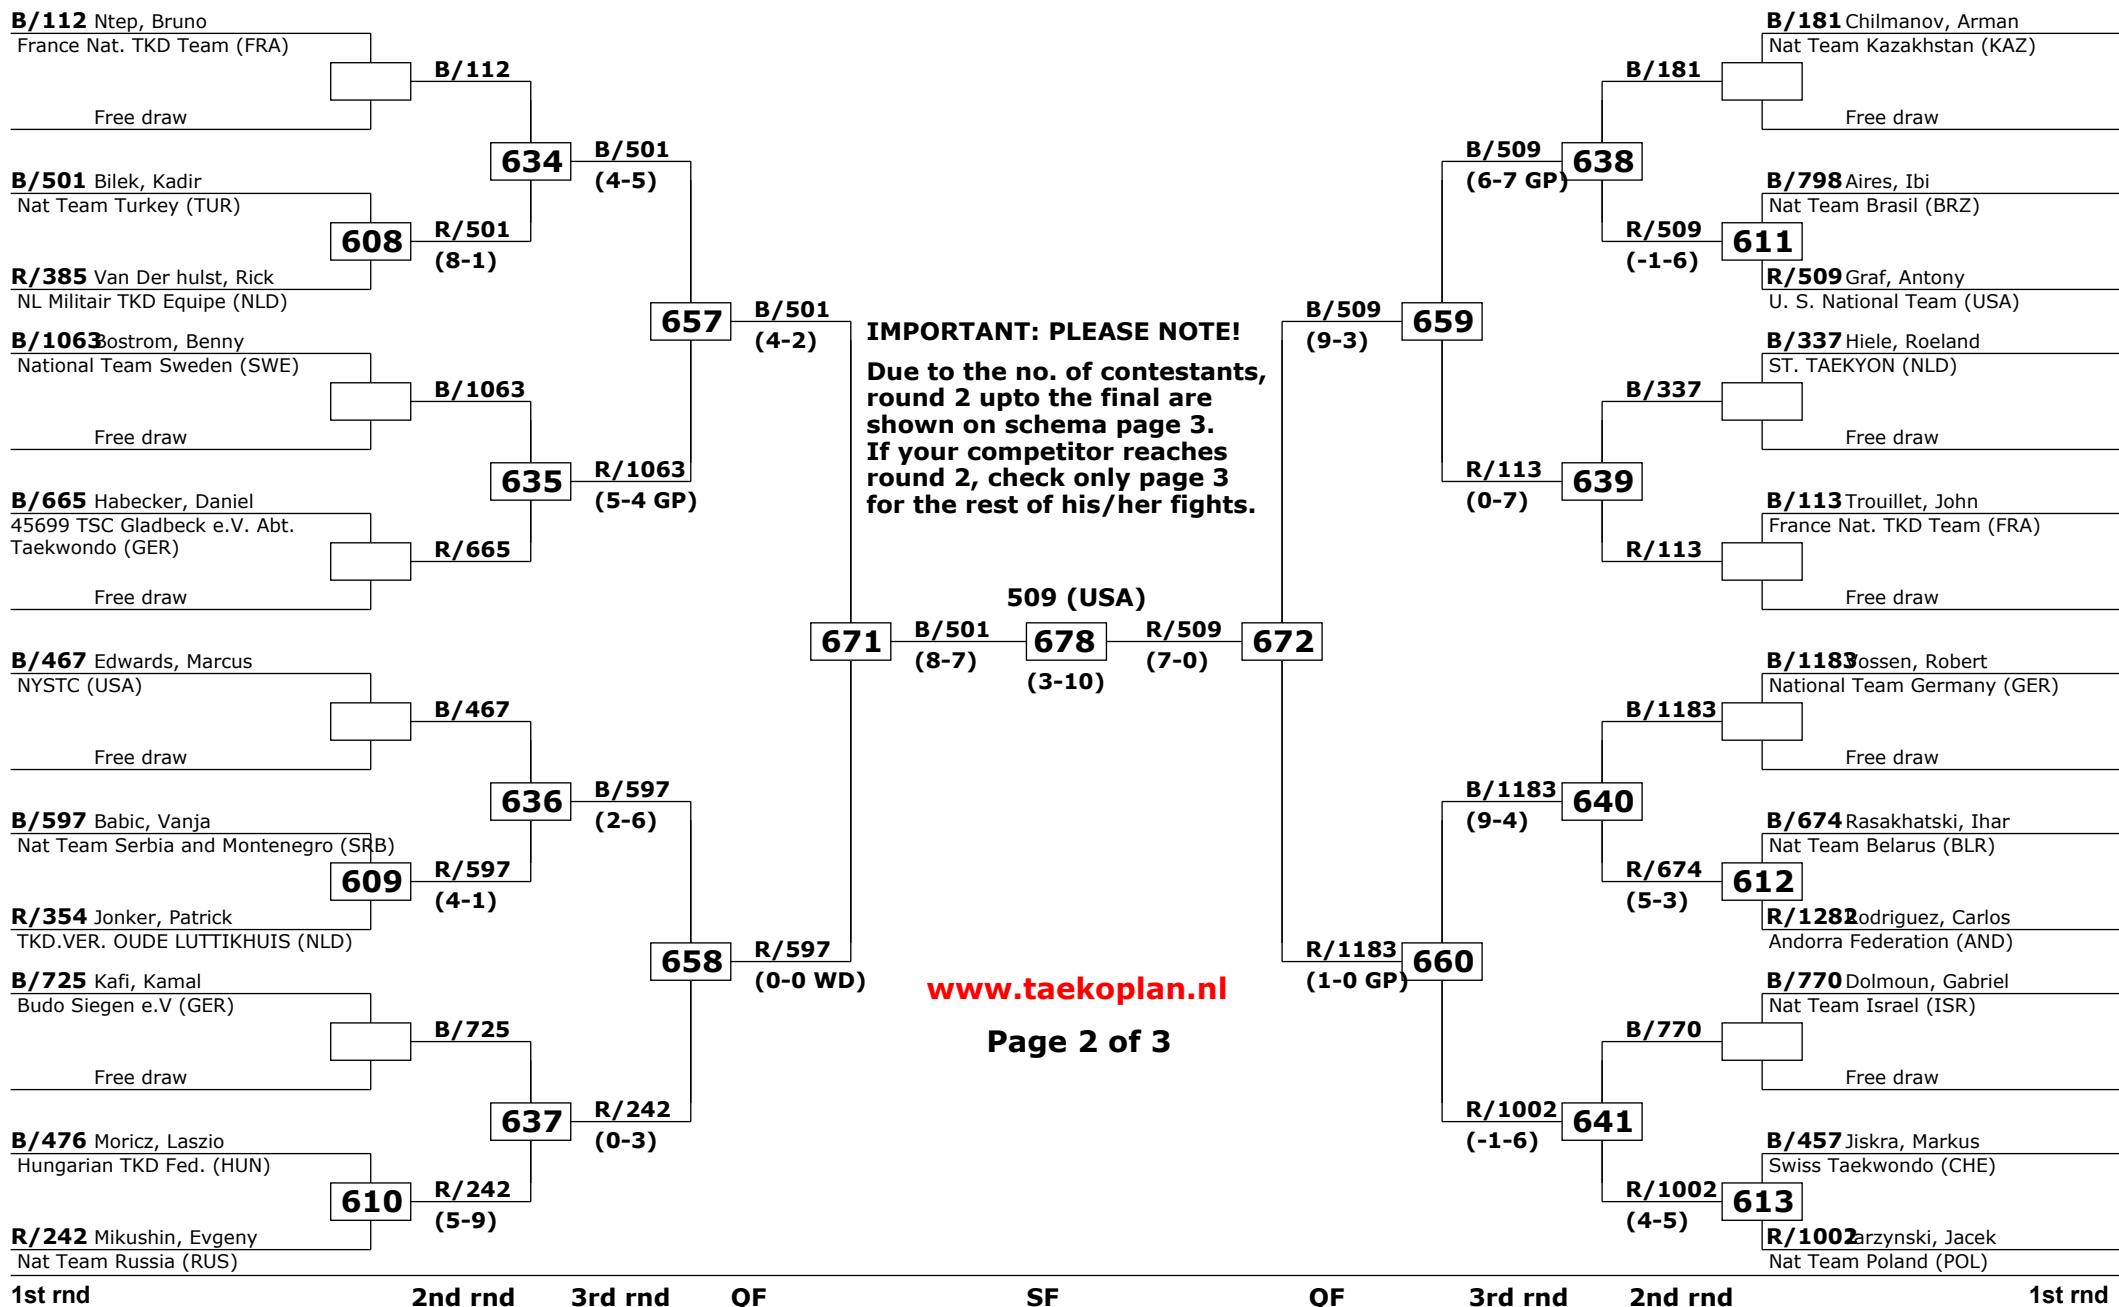 B/112 Ntep, Bruno
France Nat. TKD Team (FRA)
Free draw
B/501 Bilek, Kadir
Nat Team Turkey (TUR)
R/385 Van Der hulst, Rick
NL Militair TKD Equipe (NLD)
B/1063 Bostrom, Benny
National Team Sweden (SWE)
Free draw
B/665 Habecker, Daniel
45699 TSC Gladbeck e.V. Abt.
Taekwondo (GER)
Free draw
B/467 Edwards, Marcus
NYSTC (USA)
Free draw
B/597 Babic, Vanja
Nat Team Serbia and Montenegro (SRB)
R/354 Jonker, Patrick
TKD.VER. OUDE LUTTIKHUIS (NLD)
B/725 Kafi, Kamal
Budo Siegen e.V (GER)
Free draw
B/476 Moricz, Laszio
Hungarian TKD Fed. (HUN)
R/242 Mikushin, Evgeny
Nat Team Russia (RUS)
608
609
610
B/112
R/501
(8-1)
B/1063
R/665
B/467
R/597
(4-1)
B/725
R/242
(5-9)
634
635
636
637
B/501
(4-5)
R/1063
(5-4 GP)
B/597
(2-6)
R/242
(0-3)
657
658
B/501
(4-2)
R/597
(0-0 WD)
671
B/501
(8-7)
IMPORTANT: PLEASE NOTE!
Due to the no. of contestants,
round 2 upto the final are
shown on schema page 3.
If your competitor reaches
round 2, check only page 3
for the rest of his/her fights.
509 (USA)
678
(3-10)
www.taekoplan.nl
Page 2 of 3
R/509
(7-0)
672
B/509
(9-3)
R/1183
(1-0 GP)
659
660
B/509
(6-7 GP)
R/113
(0-7)
B/1183
(9-4)
R/1002
(-1-6)
638
639
640
641
B/181
R/509
(-1-6)
B/337
R/113
B/1183
R/674
(5-3)
B/770
R/1002
(4-5)
611
612
613
B/181 Chilmanov, Arman
Nat Team Kazakhstan (KAZ)
Free draw
B/798 Aires, Ibi
Nat Team Brasil (BRZ)
R/509 Graf, Antony
U. S. National Team (USA)
B/337 Hiele, Roeland
ST. TAEKYON (NLD)
Free draw
B/113 Trouillet, John
France Nat. TKD Team (FRA)
Free draw
B/1183 Vossen, Robert
National Team Germany (GER)
Free draw
B/674 Rasakhatski, Ihar
Nat Team Belarus (BLR)
R/1282 Rodriguez, Carlos
Andorra Federation (AND)
B/770 Dolmoun, Gabriel
Nat Team Israel (ISR)
Free draw
B/457 Jiskra, Markus
Swiss Taekwondo (CHE)
R/1002 arzynski, Jacek
Nat Team Poland (POL)
1st rnd 2nd rnd 3rd rnd QF SF QF 3rd rnd 2nd rnd 1st rnd